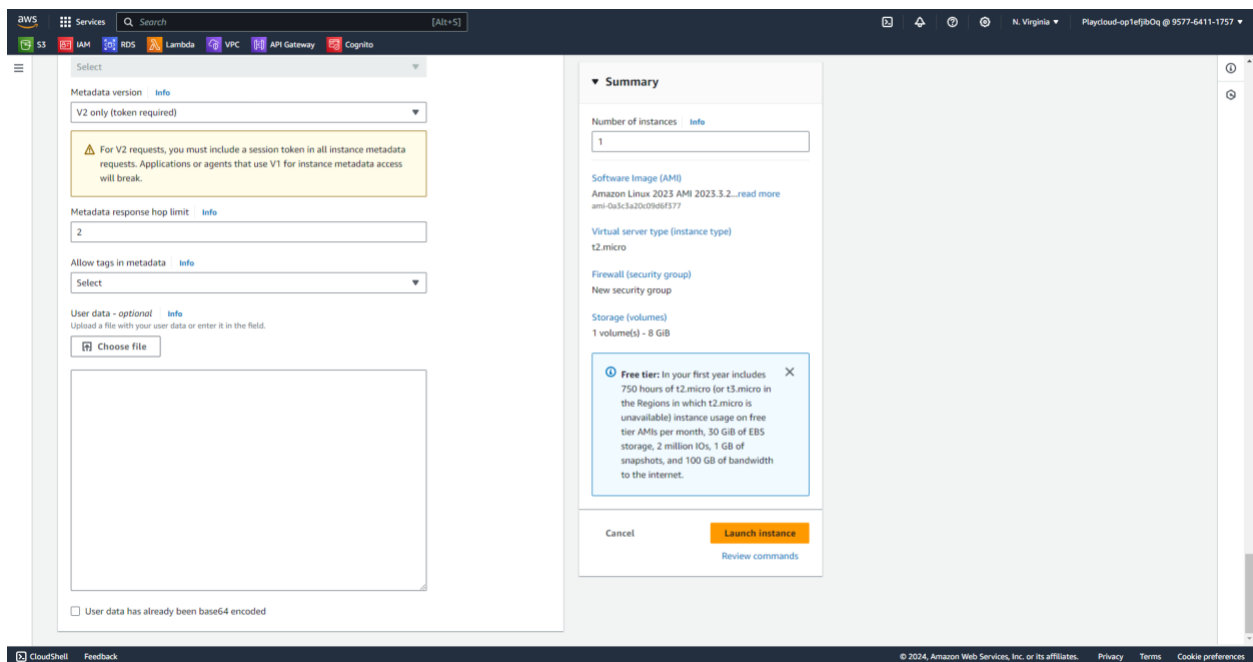 aws
Services
Search
[Alt+S]
N. Virginia
Playcloud-op1efjibOq @ 9577-6411-1757
S3
IAM
RDS
Lambda
VPC
API Gateway
Cognito
Select
Metadata version
Info
V2 only (token required)
For V2 requests, you must include a session token in all instance metadata
requests. Applications or agents that use V1 for instance metadata access
will break.
Metadata response hop limit
Info
2
Allow tags in metadata
Info
Select
User data - optional
Info
Upload a file with your user data or enter it in the field.
Choose file
User data has already been base64 encoded
Summary
Number of instances
Info
1
Software Image (AMI)
Amazon Linux 2023 AMI 2023.3.2...read more
ami-0a3c3a20c09d6f377
Virtual server type (instance type)
t2.micro
Firewall (security group)
New security group
Storage (volumes)
1 volume(s) - 8 GiB
Free tier: In your first year includes
750 hours of t2.micro (or t3.micro in
the Regions in which t2.micro is
unavailable) instance usage on free
tier AMIs per month, 30 GiB of EBS
storage, 2 million IOs, 1 GB of
snapshots, and 100 GB of bandwidth
to the internet.
Cancel
Launch instance
Review commands
CloudShell
Feedback
© 2024, Amazon Web Services, Inc. or its affiliates.
Privacy
Terms
Cookie preferences